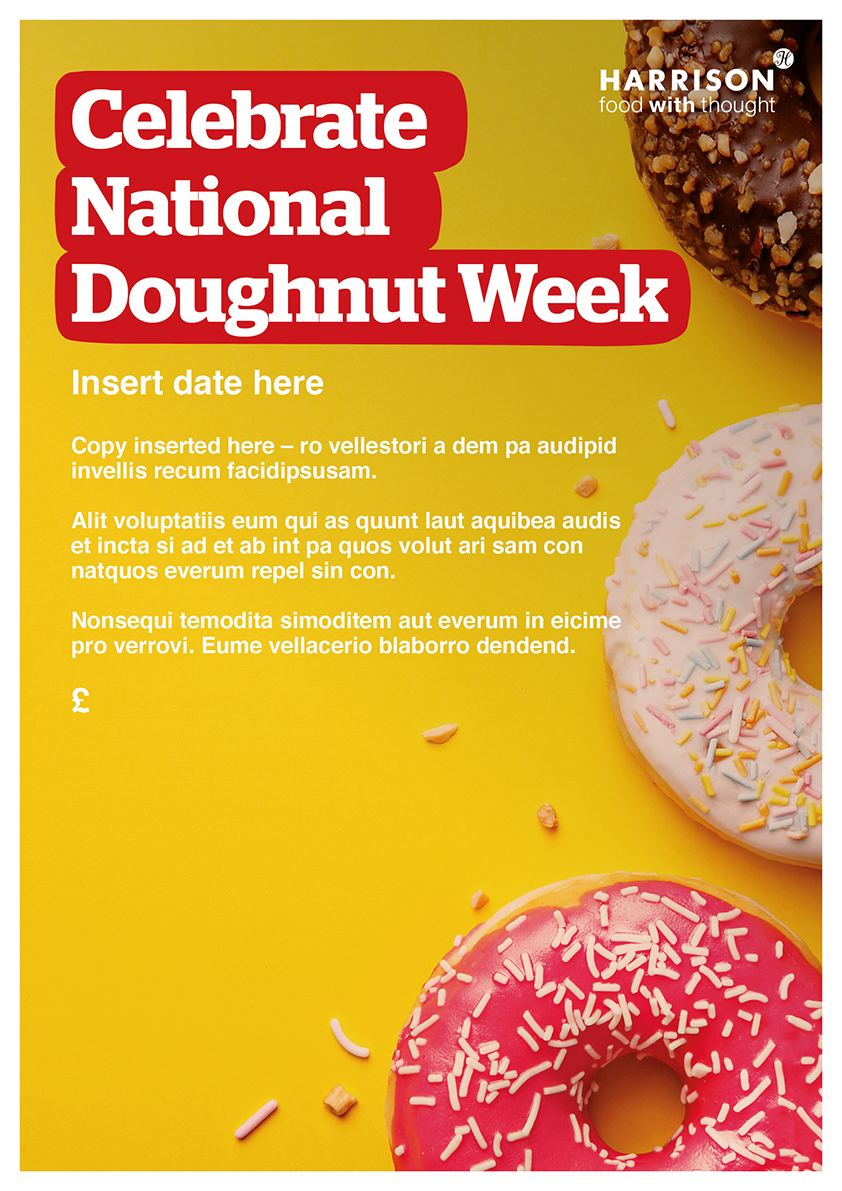 Celebrate
National
Doughnut Week
H
HARRISON
food with thought
Insert date here
Copy inserted here – ro vellestori a dem pa audipid
invellis recum facidipsusam.
Alit voluptatiis eum qui as quunt laut aquibea audis
et incta si ad et ab int pa quos volut ari sam con
natquos everum repel sin con.
Nonsequi temodita simoditem aut everum in eicime
pro verrovi. Eume vellacerio blaborro dendend.
£